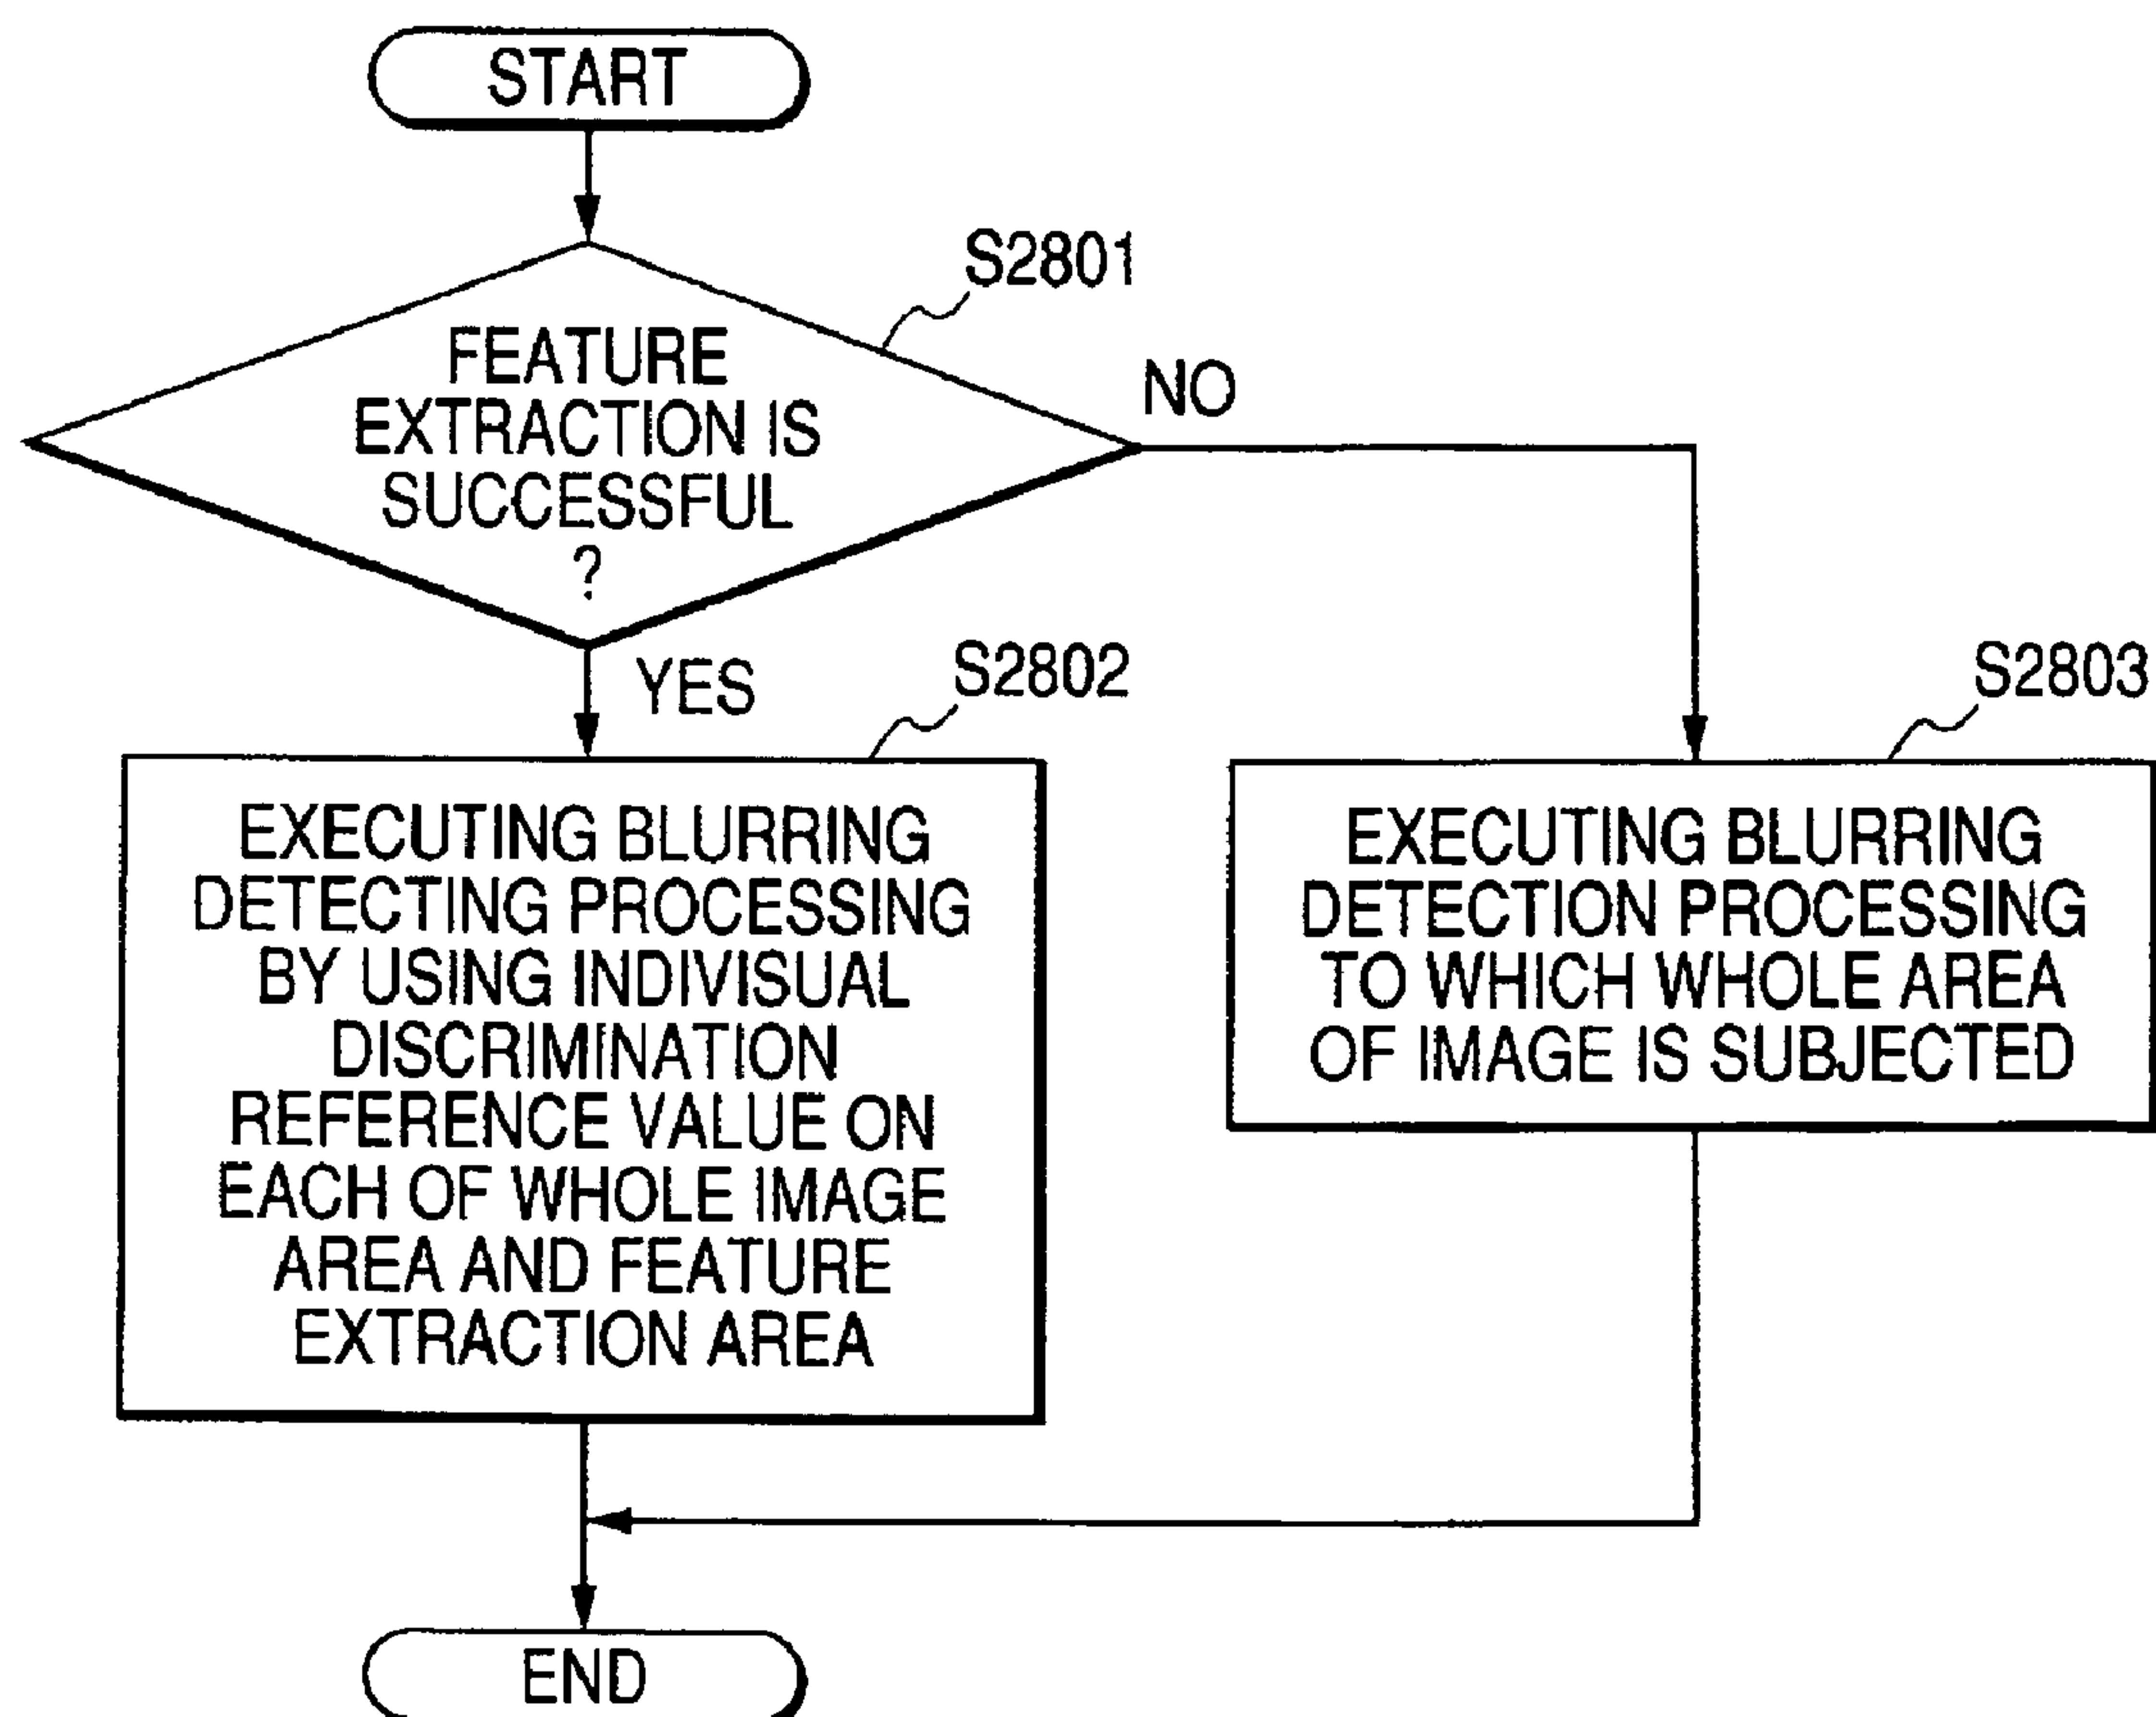 START
S2801
FEATURE
EXTRACTION IS
SUCCESSFUL
?
NO
YES
S2802
EXECUTING BLURRING
DETECTING PROCESSING
BY USING INDIVISUAL
DISCRIMINATION
REFERENCE VALUE ON
EACH OF WHOLE IMAGE
AREA AND FEATURE
EXTRACTION AREA
S2803
EXECUTING BLURRING
DETECTION PROCESSING
TO WHICH WHOLE AREA
OF IMAGE IS SUBJECTED
END